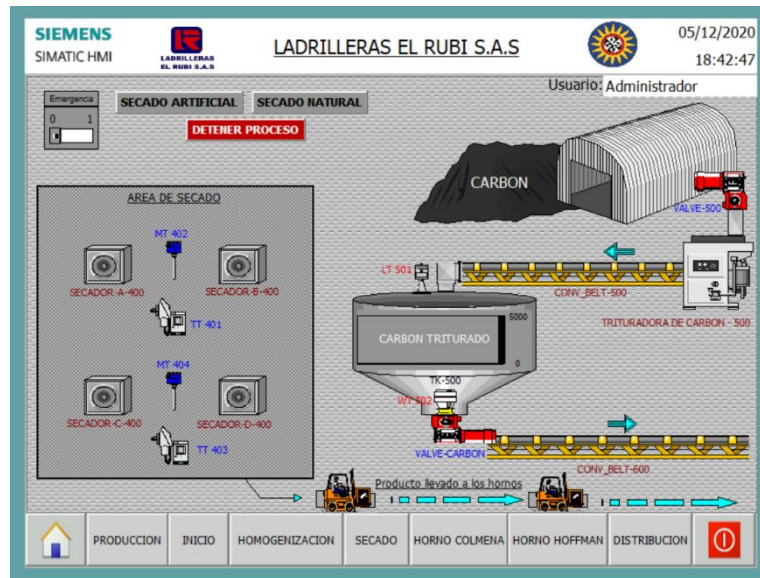 SIEMENS
SIMATIC HMI
LADRILLERAS
EL RUBI S.A.S
LADRILLERAS EL RUBI S.A.S
05/12/2020
18:42:47
Usuario: Administrador
Emergencia
0 1
SECADO ARTIFICIAL
SECADO NATURAL
DETENER PROCESO
CARBON
VALVE-500
AREA DE SECADO
MT 402
SECADOR-A-400
SECADOR-B-400
TT 401
MT 404
SECADOR-C-400
SECADOR-D-400
TT 403
LT 501
CONV_BELT-500
TRITURADORA DE CARBON - 500
CARBON TRITURADO
5000
0
TK-500
WT 502
VALVE-CARBON
CONV_BELT-600
Producto llevado a los hornos
PRODUCCION
INICIO
HOMOGENIZACION
SECADO
HORNO COLMENA
HORNO HOFFMAN
DISTRIBUCION